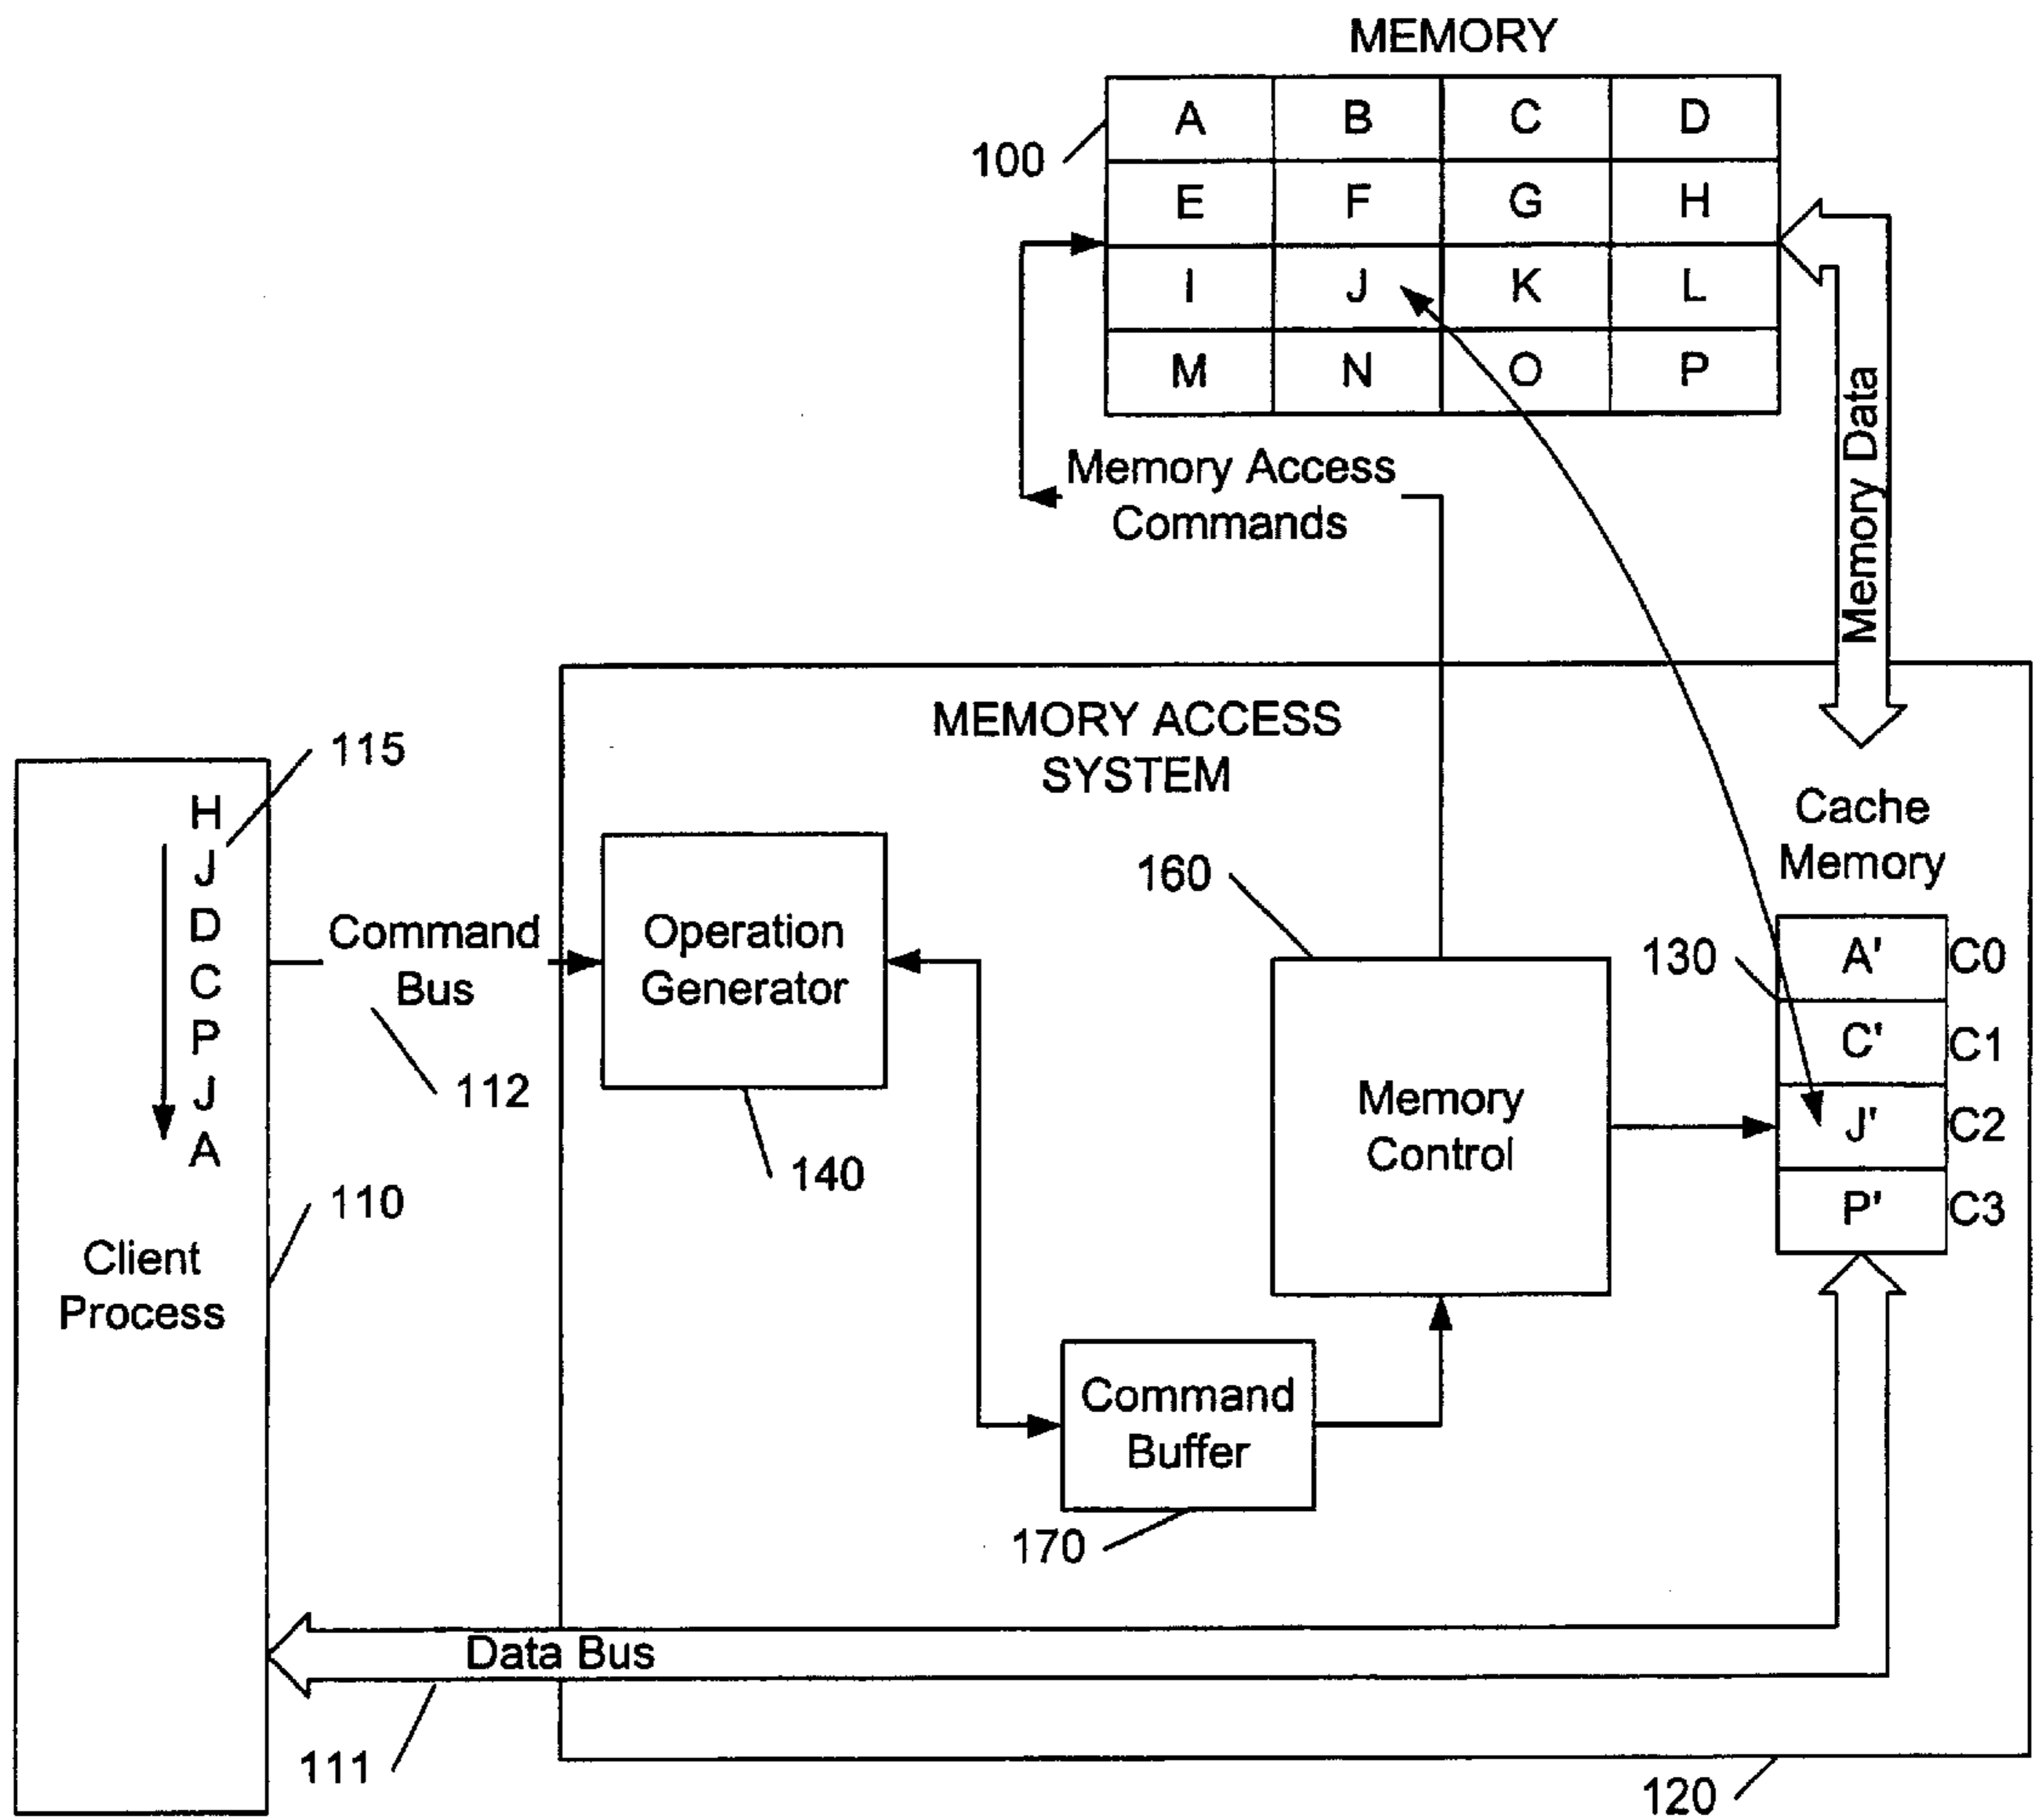 MEMORY
A B C D
100
E F G H
I J K L
M N O P
Memory Data
Memory Access
Commands
MEMORY ACCESS
SYSTEM
115
H
J
D
C
P
J
A
Command
Bus
112
Operation
Generator
140
160
Memory
Control
Cache
Memory
130
A' C0
C' C1
J' C2
P' C3
110
Client
Process
Command
Buffer
170
Data Bus
111
120